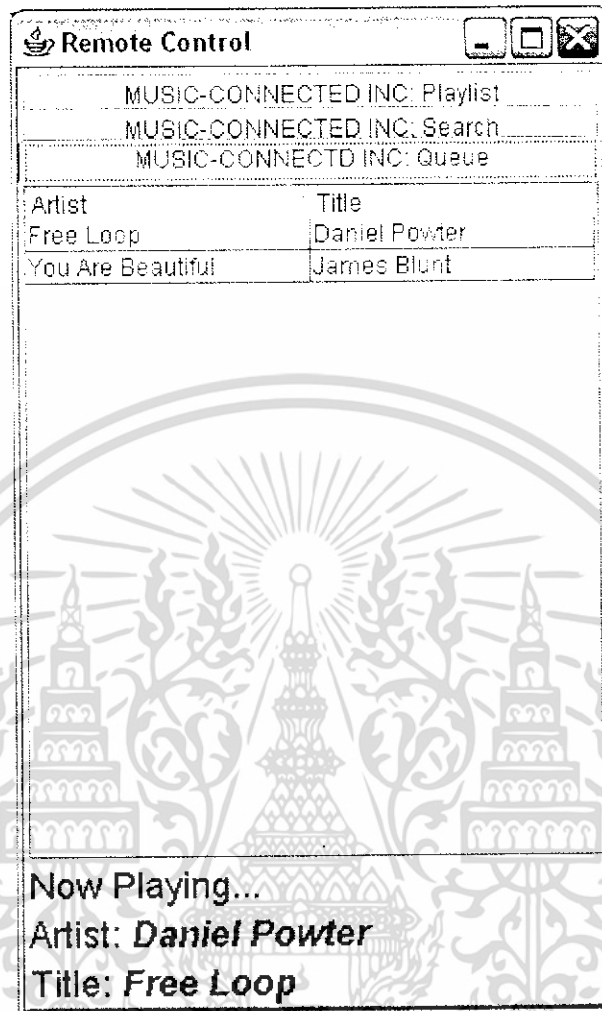 Remote Control
MUSIC-CONNECTED INC: Playlist
MUSIC-CONNECTED INC: Search
MUSIC-CONNECTD INC: Queue
Artist Title
Free Loop Daniel Powter
You Are Beautiful James Blunt
Now Playing...
Artist: Daniel Powter
Title: Free Loop